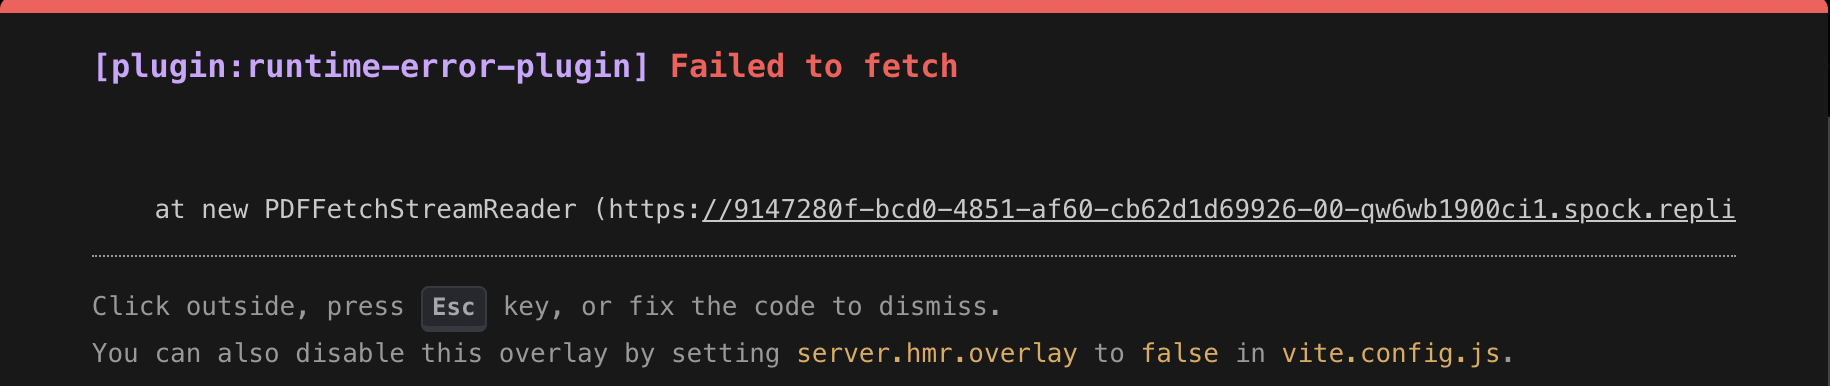 [plugin:runtime-error-plugin] Failed to fetch
at new PDFFetchStreamReader (https://9147280f-bcd0-4851-af60-cb62d1d69926-00-qw6wb1900ci1.spock.repli
Click outside, press Esc key, or fix the code to dismiss.
You can also disable this overlay by setting server.hmr.overlay to false in vite.config.js.